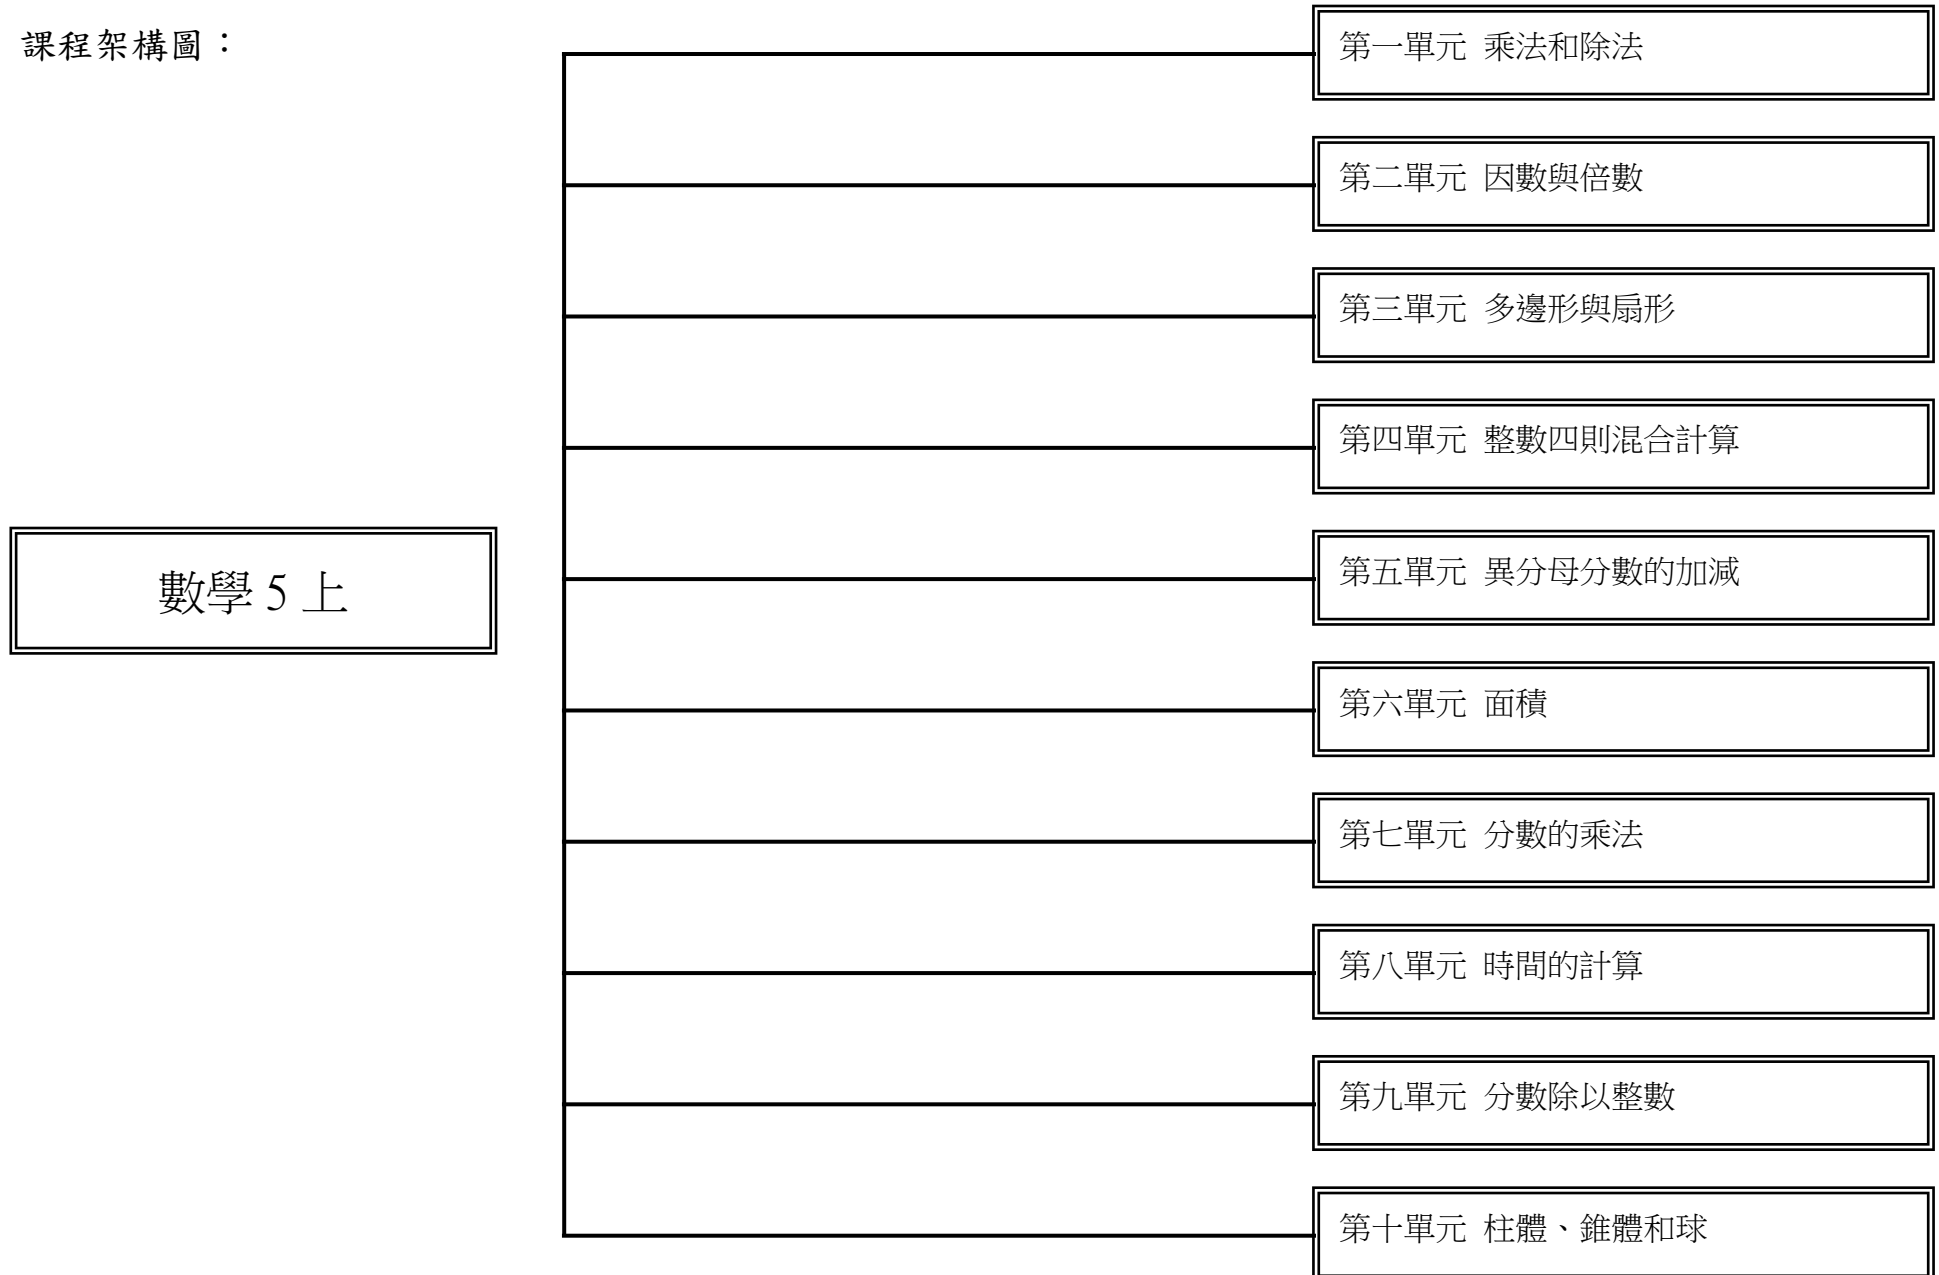 課程架構圖：
第一單元 乘法和除法
第二單元 因數與倍數
第三單元 多邊形與扇形
第四單元 整數四則混合計算
數學 5 上
第五單元 異分母分數的加減
第六單元 面積
第七單元 分數的乘法
第八單元 時間的計算
第九單元 分數除以整數
第十單元 柱體、錐體和球